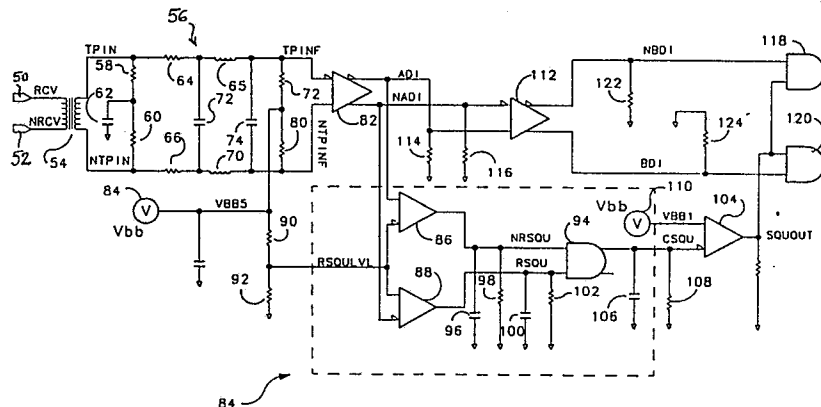 56
TPIN
58
64
65
TPINF
72
ADI
NADI
112
NBDI
118
50
RCV
62
72
74
80
82
122
124
NRCV
52
54
60
66
70
NTPIN
NTPINF
114
116
BDI
120
84
V
Vbb
VBB5
90
86
94
110
Vbb
V
VBB1
104
NRSQU
CSQU
SQUOUT
92
RSQULVL
88
RSQU
98
102
96
100
106
108
84